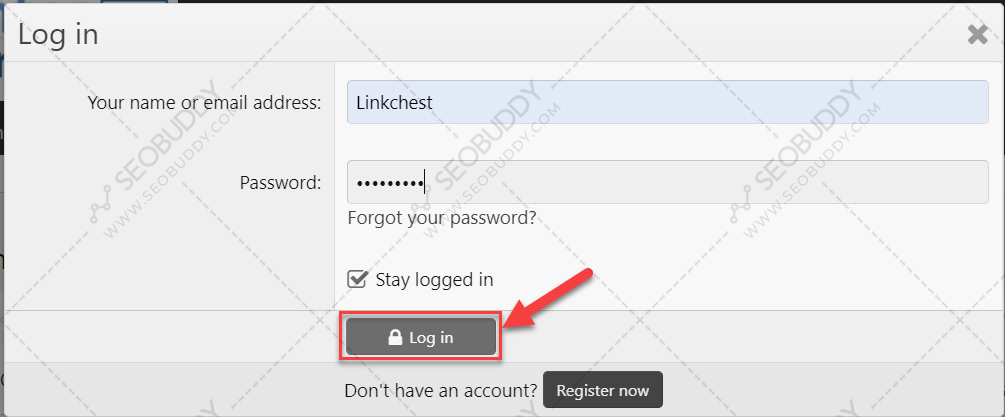 Log in
Your name or email address: Linkchest
Password: •••••••••
Forgot your password?
Stay logged in
Log in
Don't have an account? Register now
SEOBUDDY
WWW.SEOBUDDY.COM
SEOBUDDY
WWW.SEOBUDDY.COM
SEOBUDDY
WWW.SEOBUDDY.COM